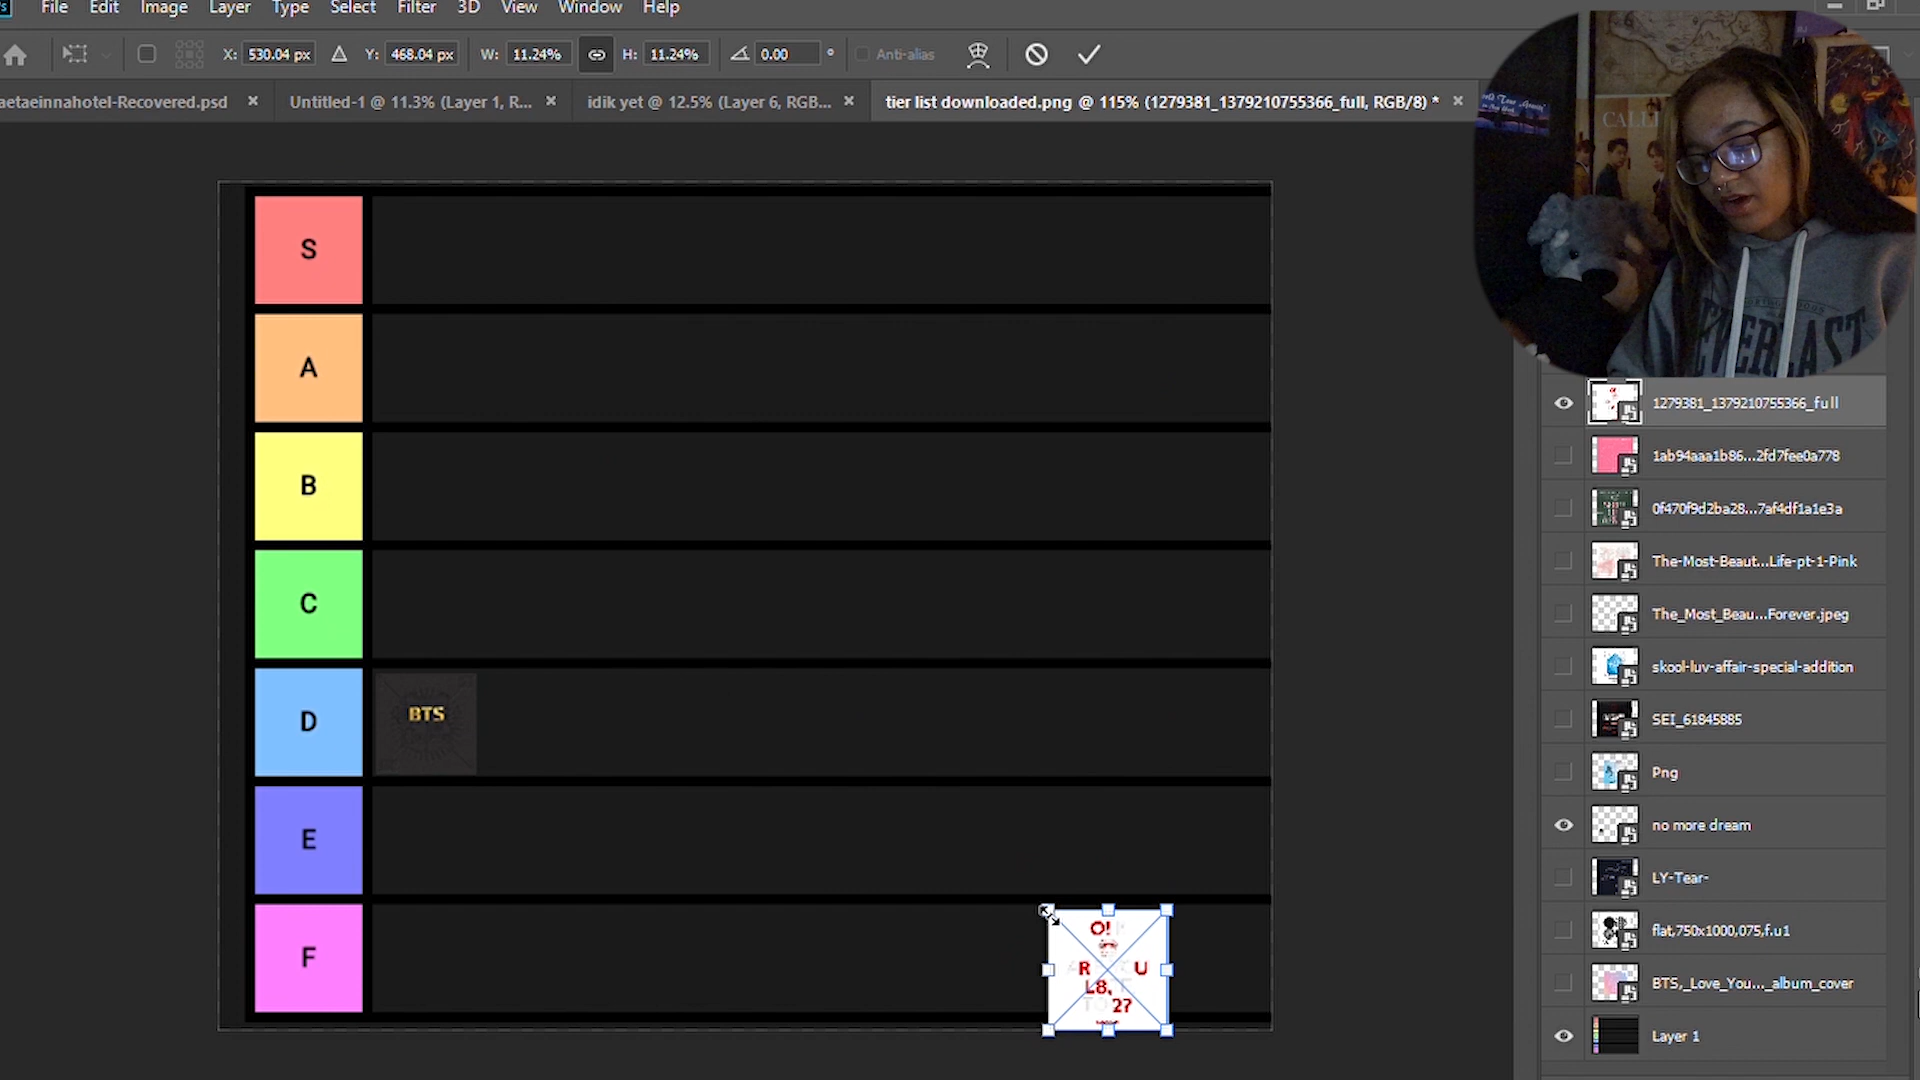 File Edit Image Layer Type Select Filter 3D View Window Help
X: 530.04 px Y: 468.04 px W: 11.24% H: 11.24% 0.00 ° Anti-alias
aetaeinnahotel-Recovered.psd × Untitled-1 @ 11.3% (Layer 1, R... × idik yet @ 12.5% (Layer 6, RGB... × tier list downloaded.png @ 115% (1279381_1379210755366_full, RGB/8) * ×
CALLI
EVERLAST
S
A
B
C
D
BTS
E
F
O!
R U
L8,
2?
1279381_1379210755366_full
1ab94aaa1b86...2fd7fee0a778
0f470f9d2ba28...7af4df1a1e3a
The-Most-Beaut...Life-pt-1-Pink
The_Most_Beau...Forever.jpeg
skool-luv-affair-special-addition
SEI_61845885
Png
no more dream
LY-Tear-
flat,750x1000,075,f.u1
BTS,_Love_You..._album_cover
Layer 1